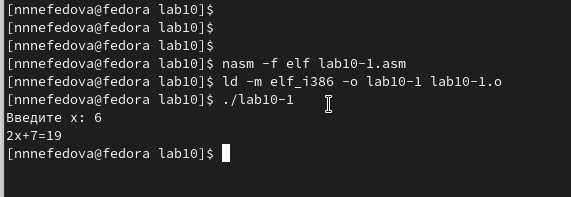 [nnnefedova@fedora lab10]$
[nnnefedova@fedora lab10]$
[nnnefedova@fedora lab10]$
[nnnefedova@fedora lab10]$ nasm -f elf lab10-1.asm
[nnnefedova@fedora lab10]$ ld -m elf_i386 -o lab10-1 lab10-1.o
[nnnefedova@fedora lab10]$ ./lab10-1
Введите x: 6
2x+7=19
[nnnefedova@fedora lab10]$